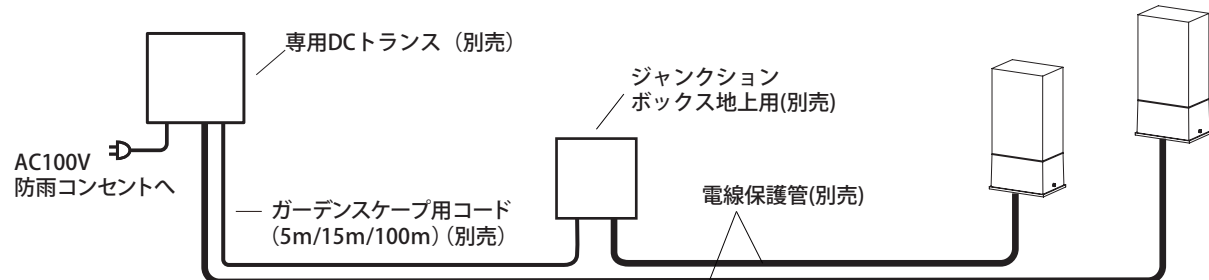 専用DCトランス（別売）
ジャンクション
ボックス地上用(別売)
AC100V
防雨コンセントへ
ガーデンスケープ用コード
（5m/15m/100m）（別売）
電線保護管(別売)